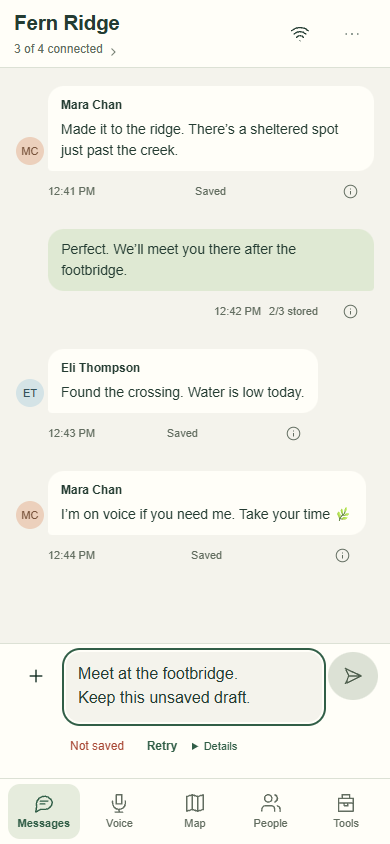 Fern Ridge
3 of 4 connected
Mara Chan
Made it to the ridge. There’s a sheltered spot
just past the creek.
MC
12:41 PM Saved
Perfect. We’ll meet you there after the
footbridge.
12:42 PM 2/3 stored
Eli Thompson
Found the crossing. Water is low today.
ET
12:43 PM Saved
Mara Chan
I’m on voice if you need me. Take your time 🌿
MC
12:44 PM Saved
Meet at the footbridge.
Keep this unsaved draft.
Not saved Retry Details
Messages Voice Map People Tools